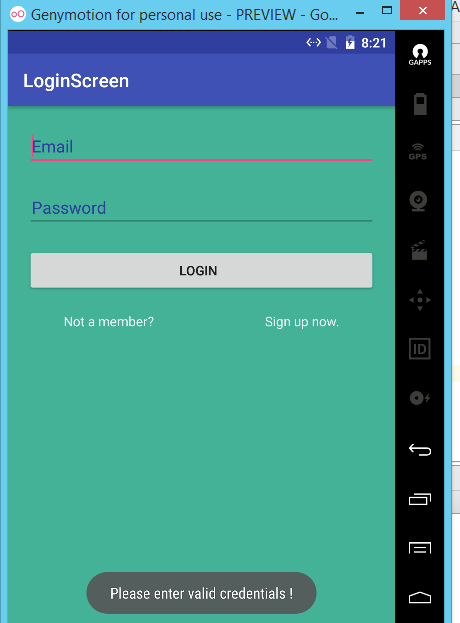 Genymotion for personal use - PREVIEW - Go...
8:21
LoginScreen
Email
Password
LOGIN
Not a member? Sign up now.
Please enter valid credentials !
GAPPS
GPS
ID